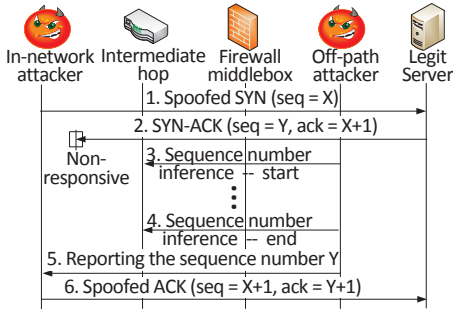 In-network attacker
Intermediate hop
Firewall middlebox
Off-path attacker
Legit Server
1. Spoofed SYN (seq = X)
2. SYN-ACK (seq = Y, ack = X+1)
Non-responsive
3. Sequence number
inference -- start
4. Sequence number
inference -- end
5. Reporting the sequence number Y
6. Spoofed ACK (seq = X+1, ack = Y+1)